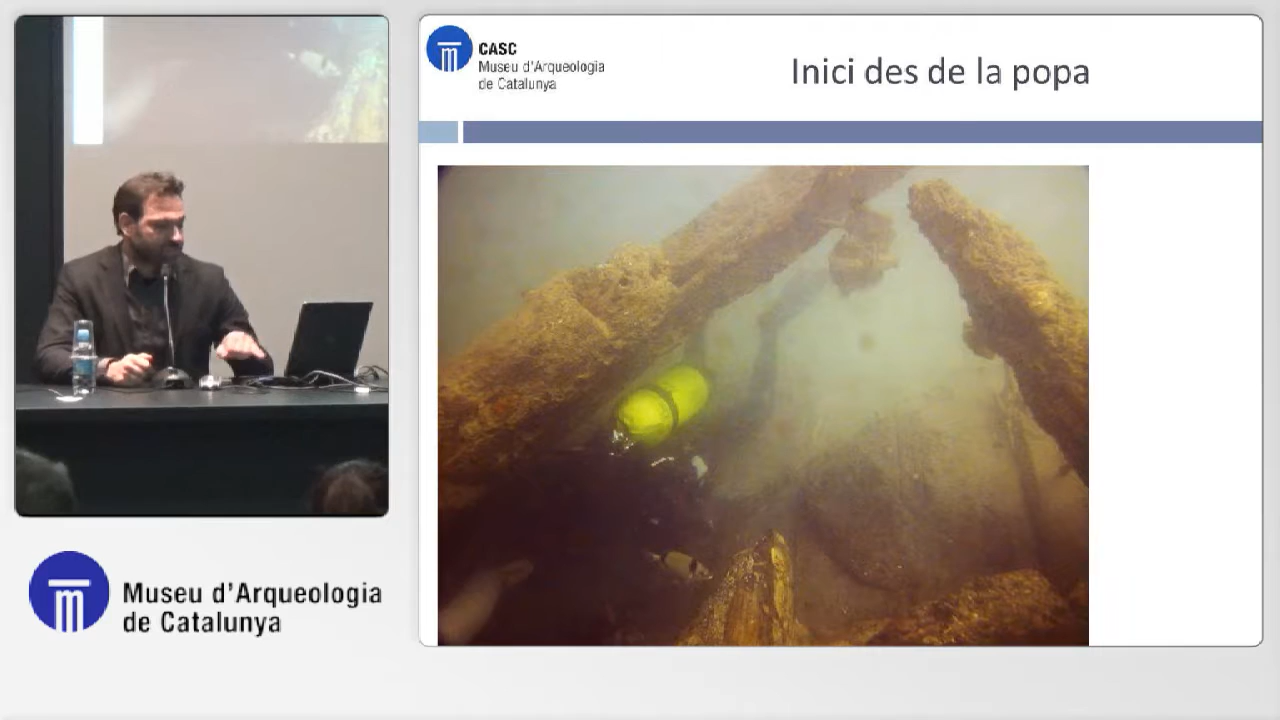 CASC
Museu d'Arqueologia
de Catalunya
Inici des de la popa
Museu d'Arqueologia
de Catalunya